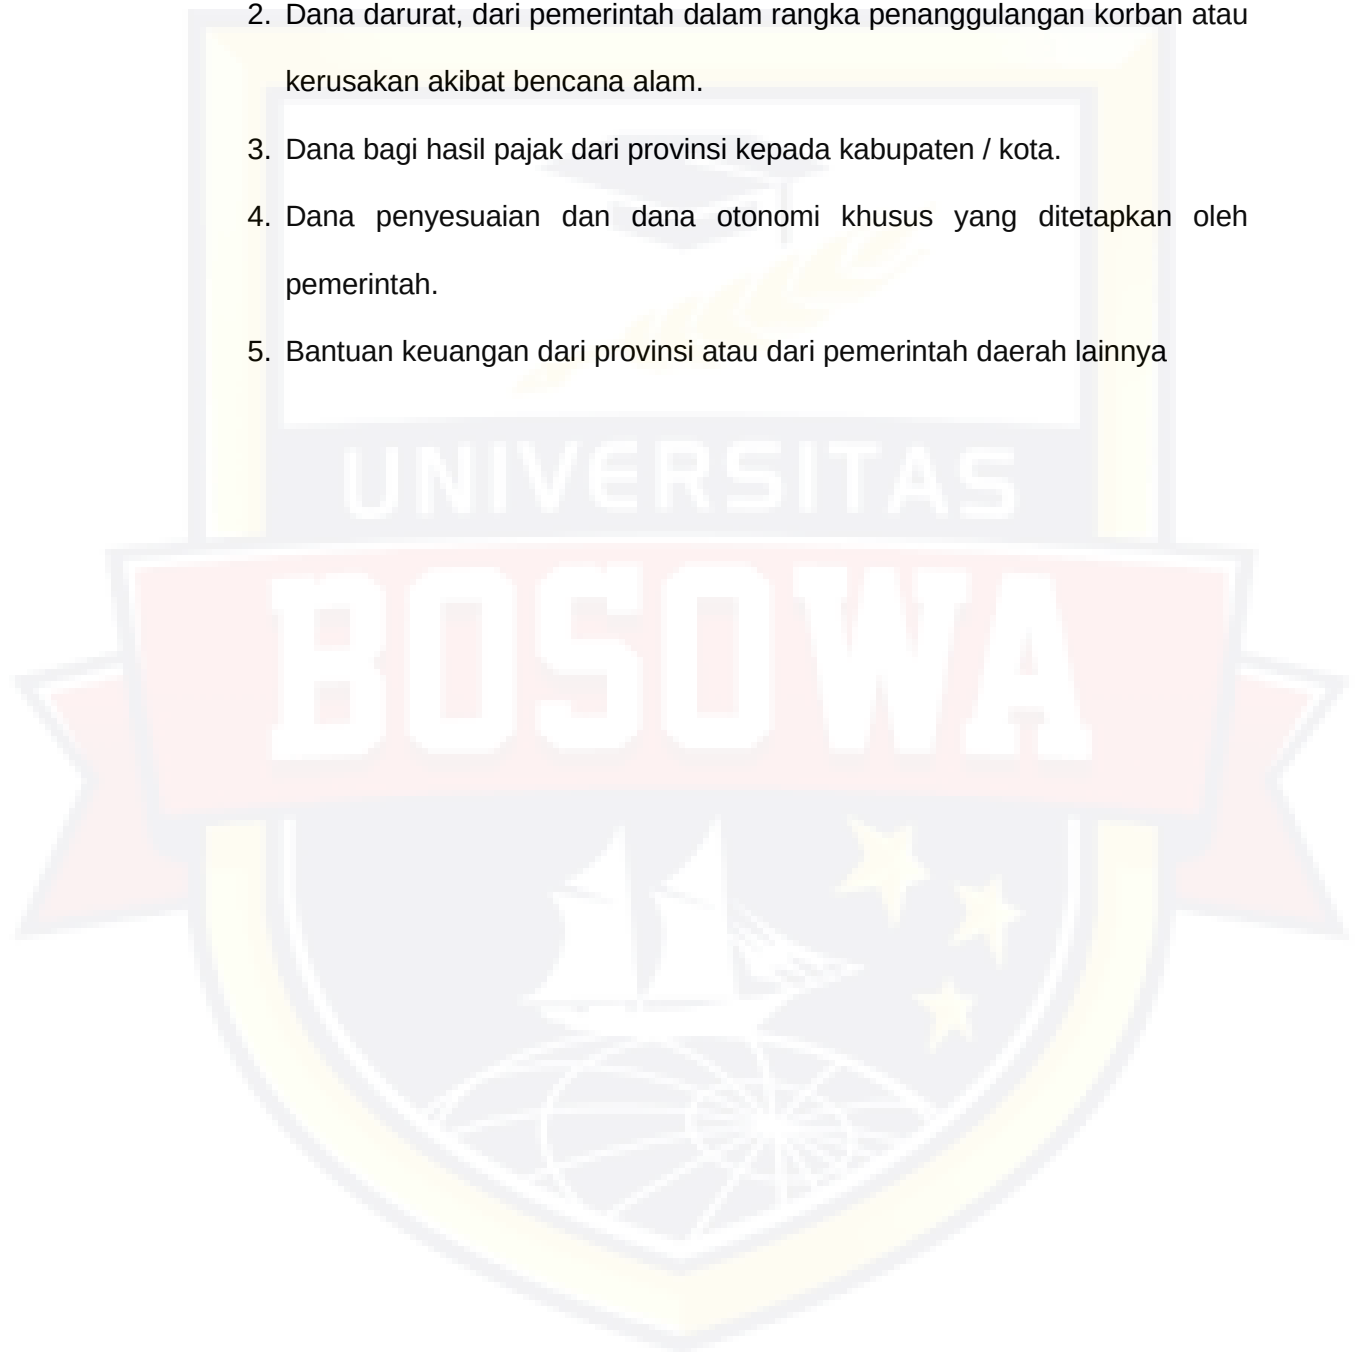 2. Dana darurat, dari pemerintah dalam rangka penanggulangan korban atau
kerusakan akibat bencana alam.
3. Dana bagi hasil pajak dari provinsi kepada kabupaten / kota.
4. Dana penyesuaian dan dana otonomi khusus yang ditetapkan oleh
pemerintah.
5. Bantuan keuangan dari provinsi atau dari pemerintah daerah lainnya
UNIVERSITAS
BOSOWA